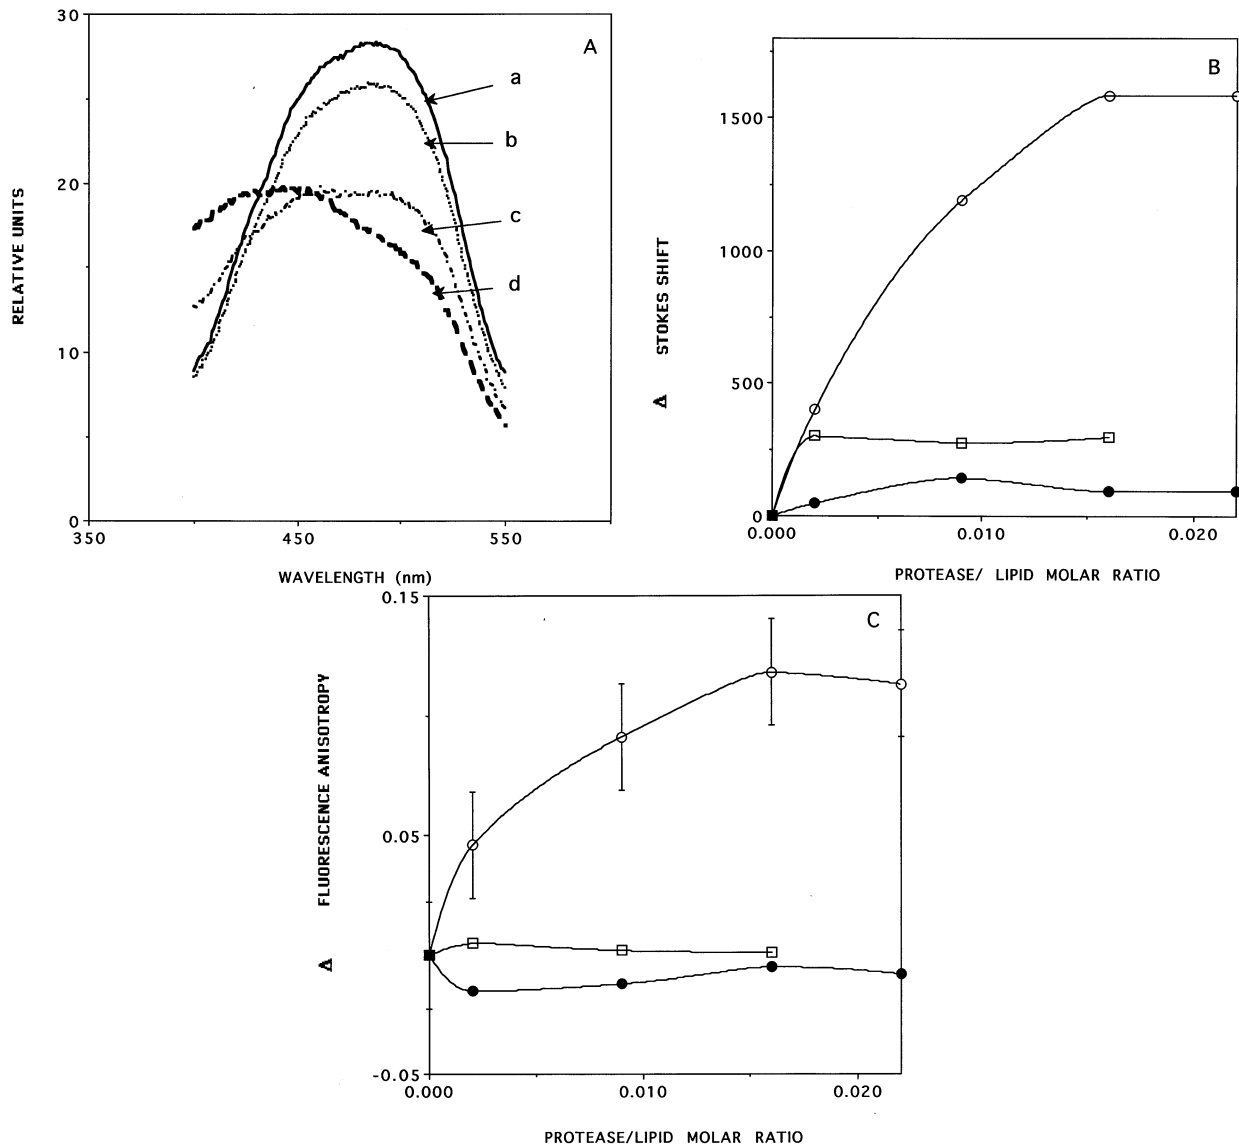 A
30
20
10
0
350
450
550
a
b
c
d
RELATIVE UNITS
WAVELENGTH (nm)
B
1500
1000
500
0
0.000
0.010
0.020
Δ STOKES SHIFT
PROTEASE/ LIPID MOLAR RATIO
C
0.15
0.05
-0.05
0.000
0.010
0.020
Δ FLUORESCENCE ANISOTROPY
PROTEASE/LIPID MOLAR RATIO